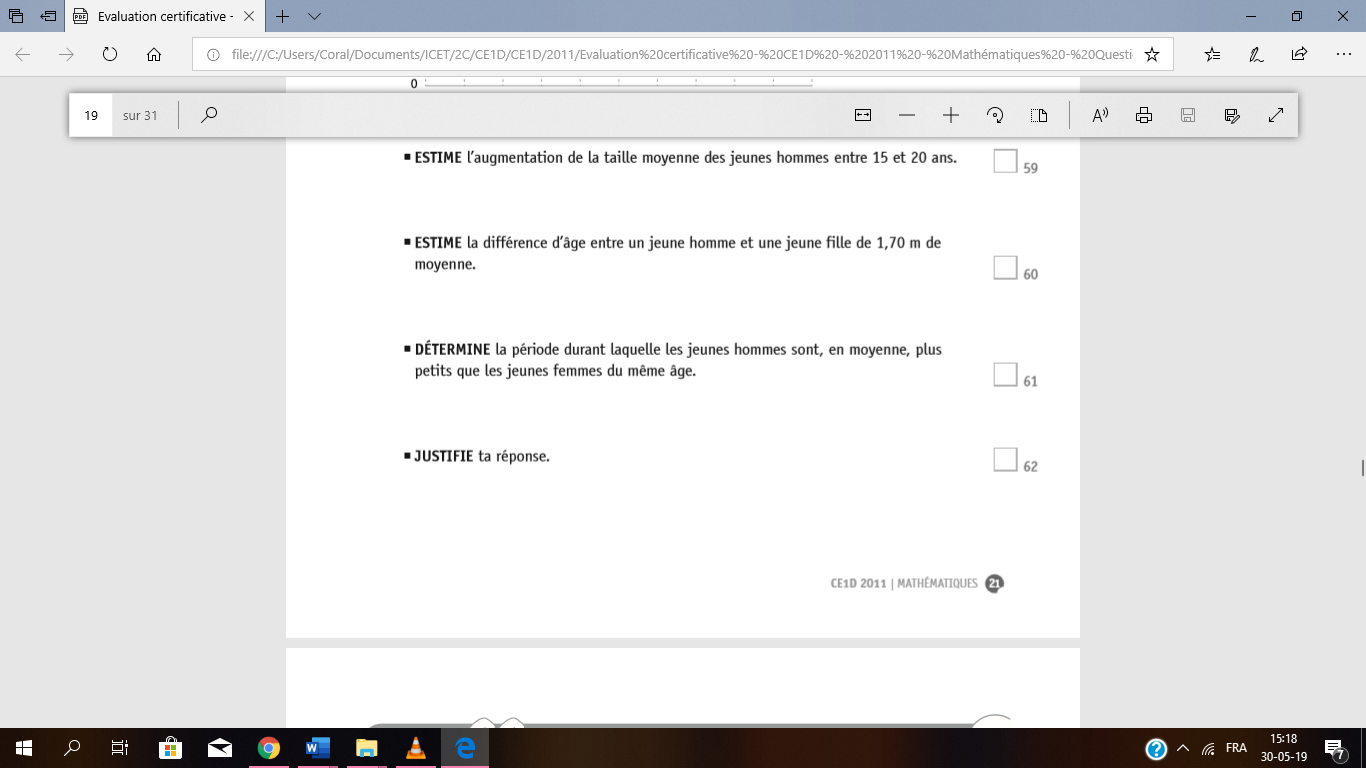 Evaluation certificative -
file:///C:/Users/Coral/Documents/ICET/2C/CE1D/CE1D/2011/Evaluation%20certificative%20-%20CE1D%20-%202011%20-%20Mathématiques%20-%20Questi
0
19 sur 31
■ ESTIME l’augmentation de la taille moyenne des jeunes hommes entre 15 et 20 ans.
59
■ ESTIME la différence d’âge entre un jeune homme et une jeune fille de 1,70 m de
moyenne.
60
■ DÉTERMINE la période durant laquelle les jeunes hommes sont, en moyenne, plus
petits que les jeunes femmes du même âge.
61
■ JUSTIFIE ta réponse.
62
CE1D 2011 | MATHÉMATIQUES 21
FRA
15:18
30-05-19
7